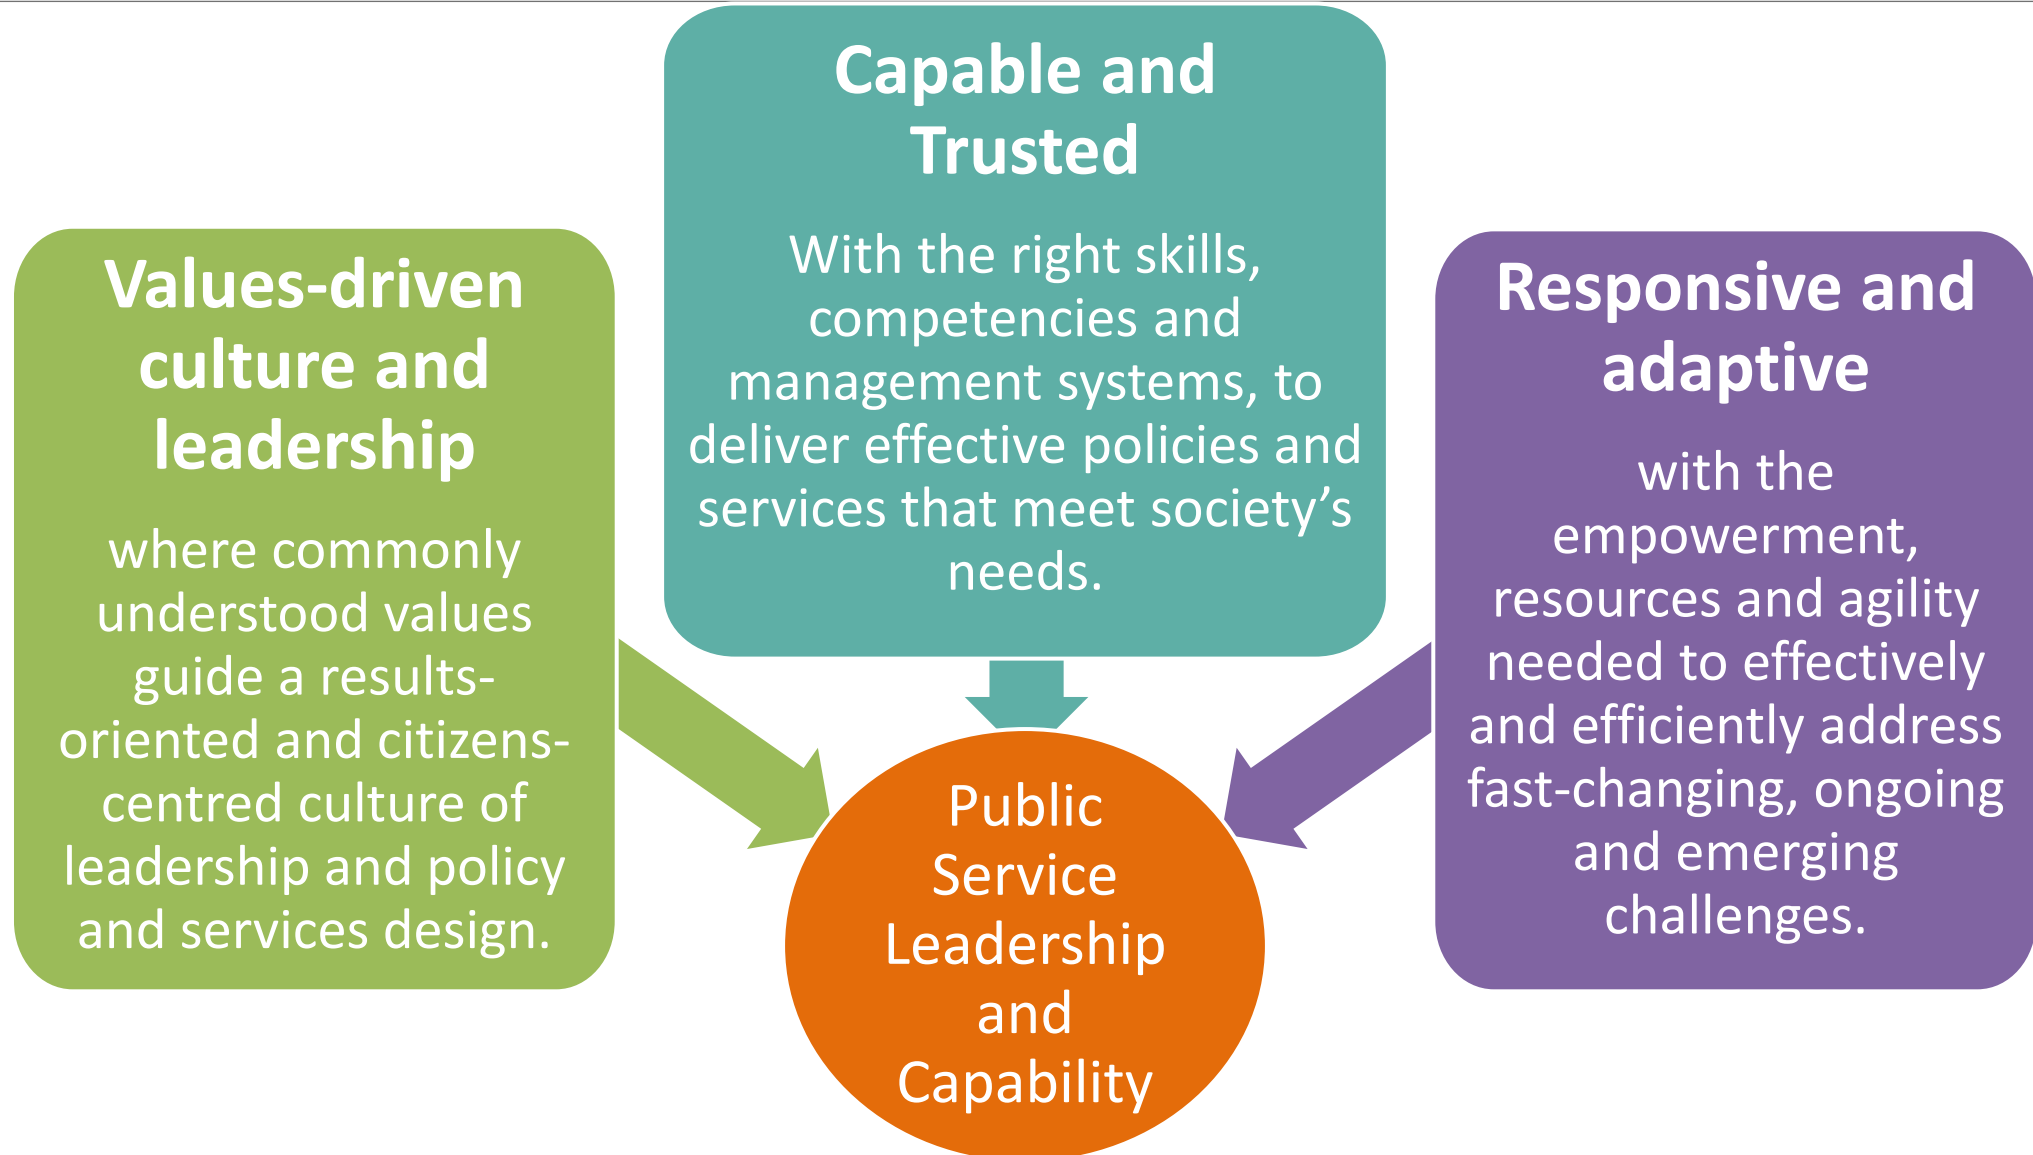 Values-driven
culture and
leadership
where commonly
understood values
guide a results-
oriented and citizens-
centred culture of
leadership and policy
and services design.
Capable and
Trusted
With the right skills,
competencies and
management systems, to
deliver effective policies and
services that meet society’s
needs.
Responsive and
adaptive
with the
empowerment,
resources and agility
needed to effectively
and efficiently address
fast-changing, ongoing
and emerging
challenges.
Public
Service
Leadership
and
Capability